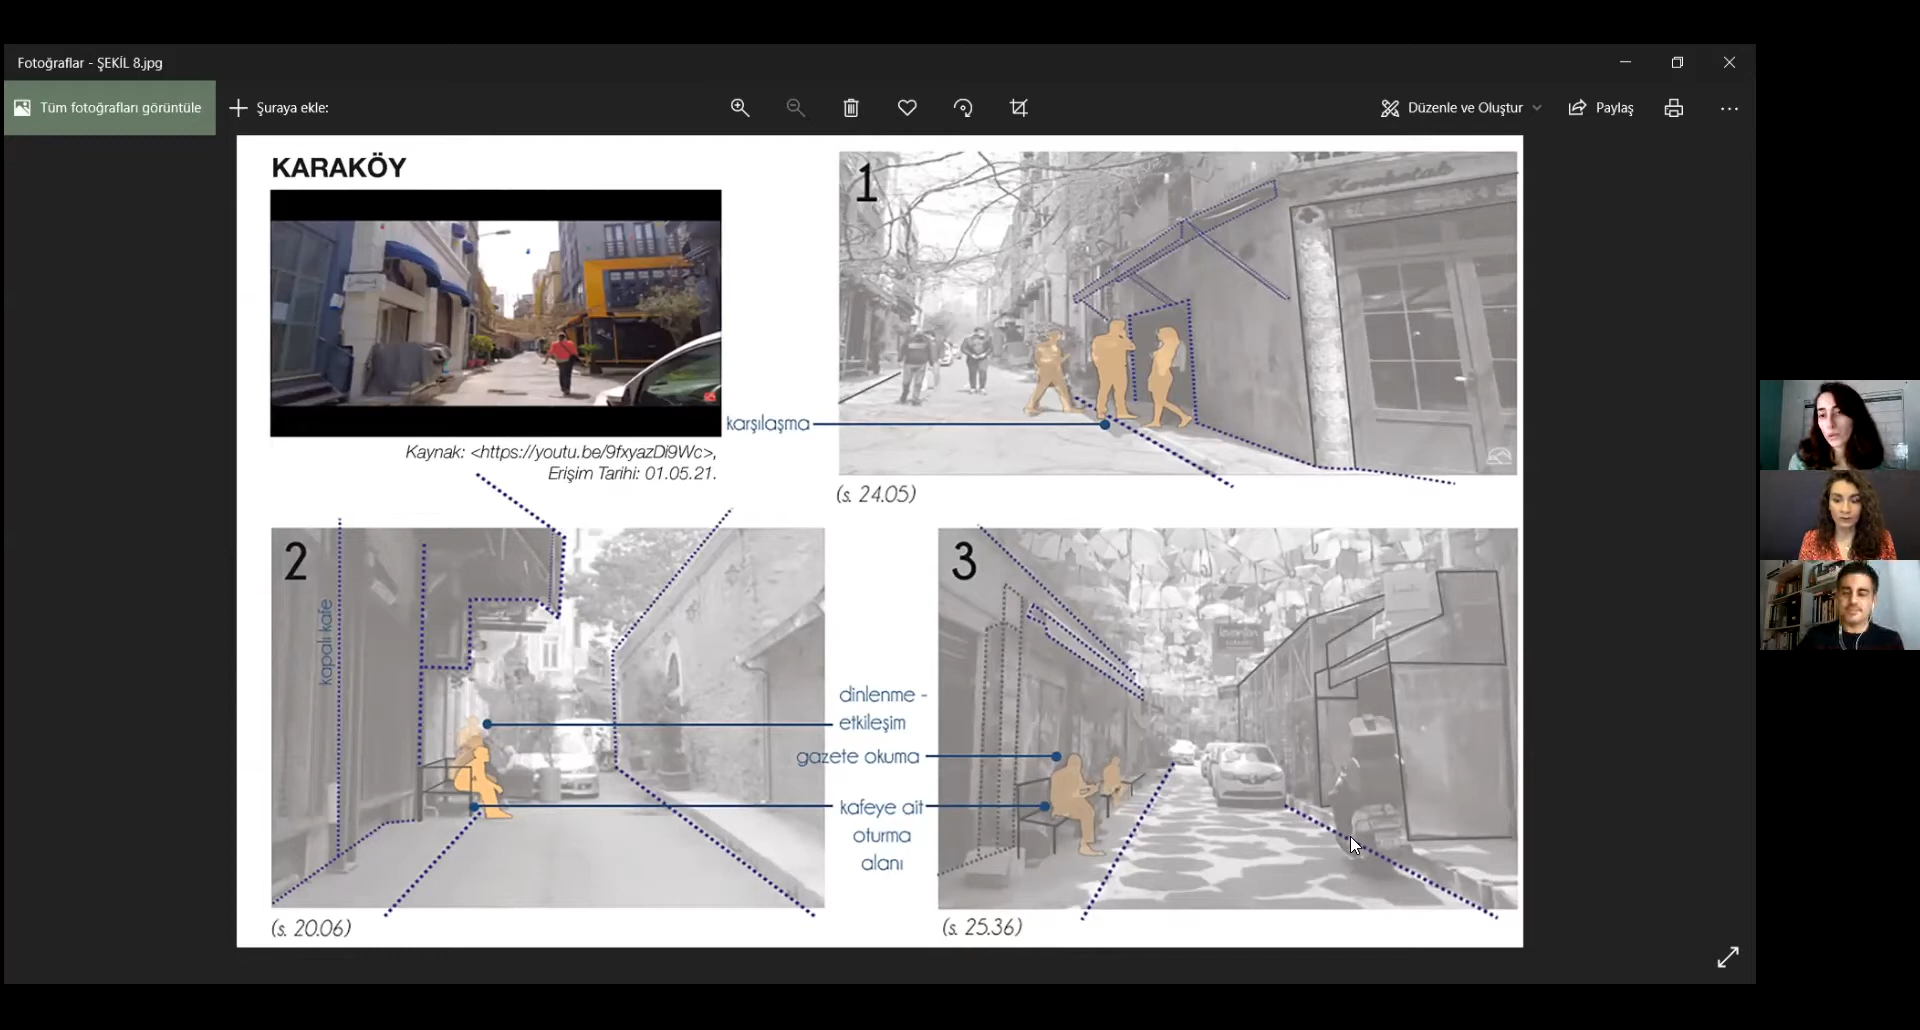 Fotoğraflar - ŞEKİL 8.jpg
Tüm fotoğrafları görüntüle
Şuraya ekle:
Düzenle ve Oluştur
Paylaş
KARAKÖY
1
karşılaşma
Kaynak: <https://youtu.be/9fxyazDi9Wc>,
Erişim Tarihi: 01.05.21.
(s. 24.05)
2
kapalı kafe
3
dinlenme -
etkileşim
gazete okuma
kafeye ait
oturma
alanı
(s. 20.06)
(s. 25.36)